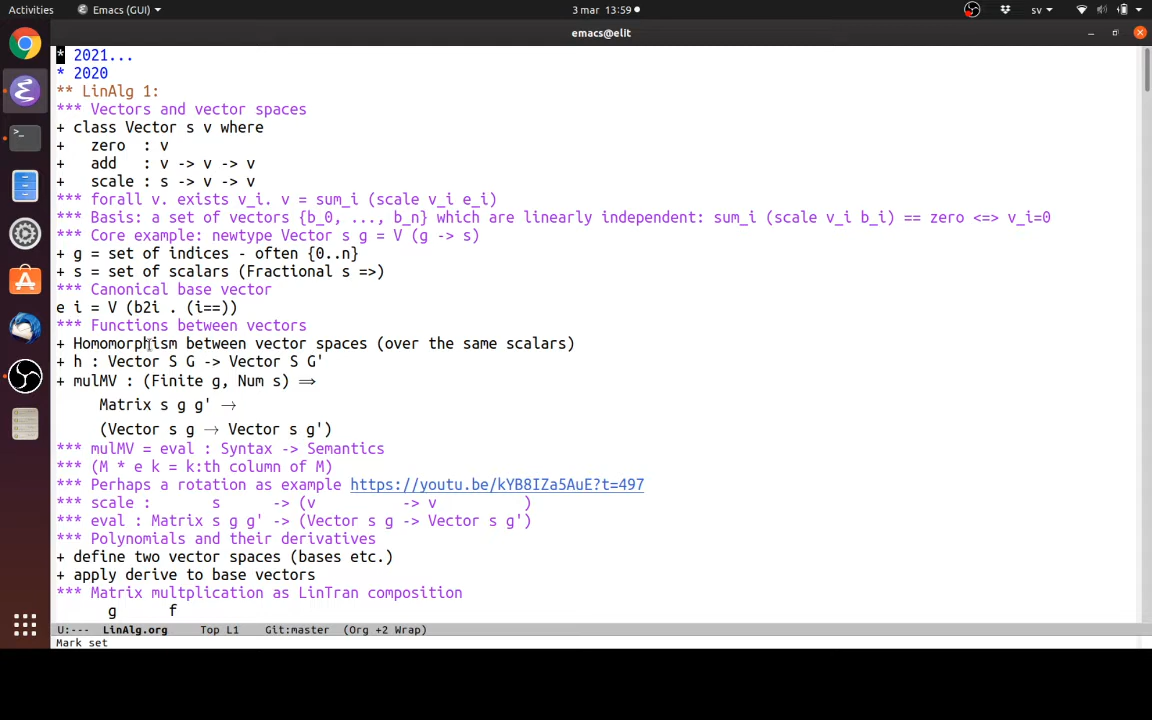 Activities
Emacs (GUI)
3 mar 13:59
sv
emacs@elit
* 2021...
* 2020
** LinAlg 1:
*** Vectors and vector spaces
+ class Vector s v where
+   zero  : v
+   add   : v -> v -> v
+   scale : s -> v -> v
*** forall v. exists v_i. v = sum_i (scale v_i e_i)
*** Basis: a set of vectors {b_0, ..., b_n} which are linearly independent: sum_i (scale v_i b_i) == zero <=> v_i=0
*** Core example: newtype Vector s g = V (g -> s)
+ g = set of indices - often {0..n}
+ s = set of scalars (Fractional s =>)
*** Canonical base vector
e i = V (b2i . (i==))
*** Functions between vectors
+ Homomorphism between vector spaces (over the same scalars)
+ h : Vector S G -> Vector S G'
+ mulMV : (Finite g, Num s) ⟹
Matrix s g g' →
(Vector s g → Vector s g')
*** mulMV = eval : Syntax -> Semantics
*** (M * e k = k:th column of M)
*** Perhaps a rotation as example https://youtu.be/kYB8IZa5AuE?t=497
*** scale :       s      -> (v          -> v          )
*** eval : Matrix s g g' -> (Vector s g -> Vector s g')
*** Polynomials and their derivatives
+ define two vector spaces (bases etc.)
+ apply derive to base vectors
*** Matrix multplication as LinTran composition
g      f
U:---  LinAlg.org    Top L1   Git:master  (Org +2 Wrap)
Mark set